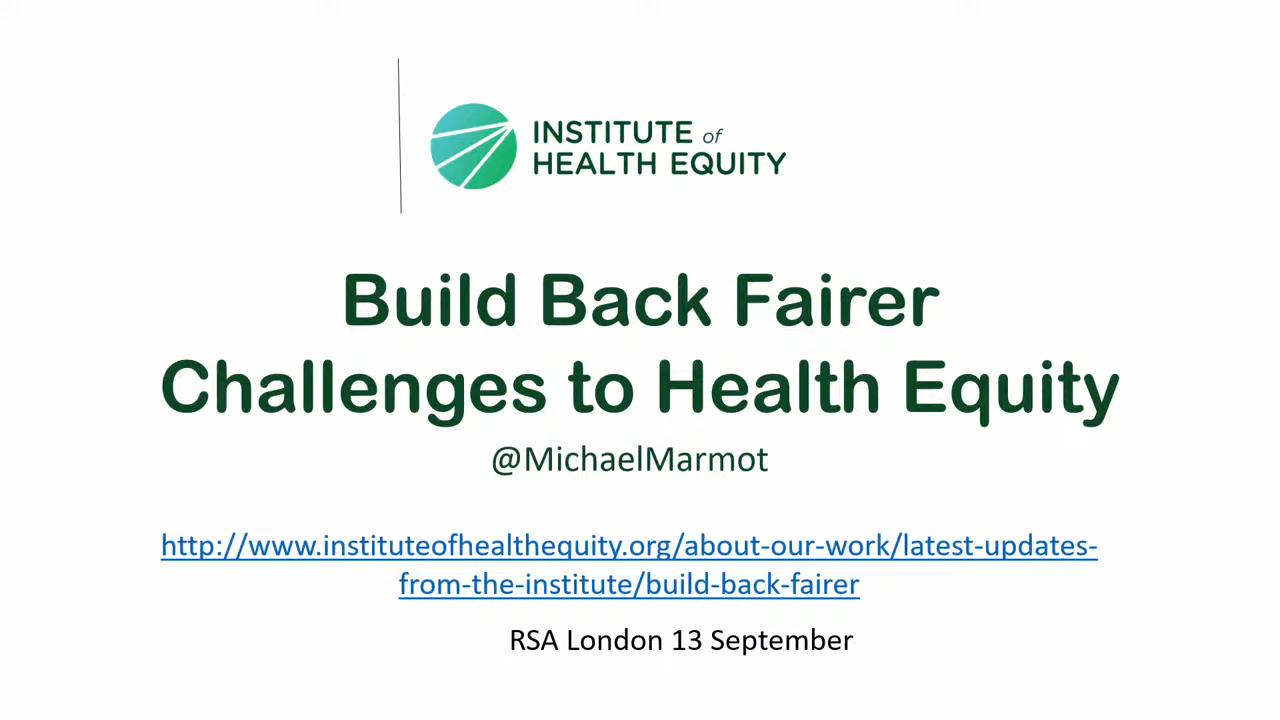 INSTITUTE of
HEALTH EQUITY
Build Back Fairer
Challenges to Health Equity
@MichaelMarmot
http://www.instituteofhealthequity.org/about-our-work/latest-updates-
from-the-institute/build-back-fairer
RSA London 13 September